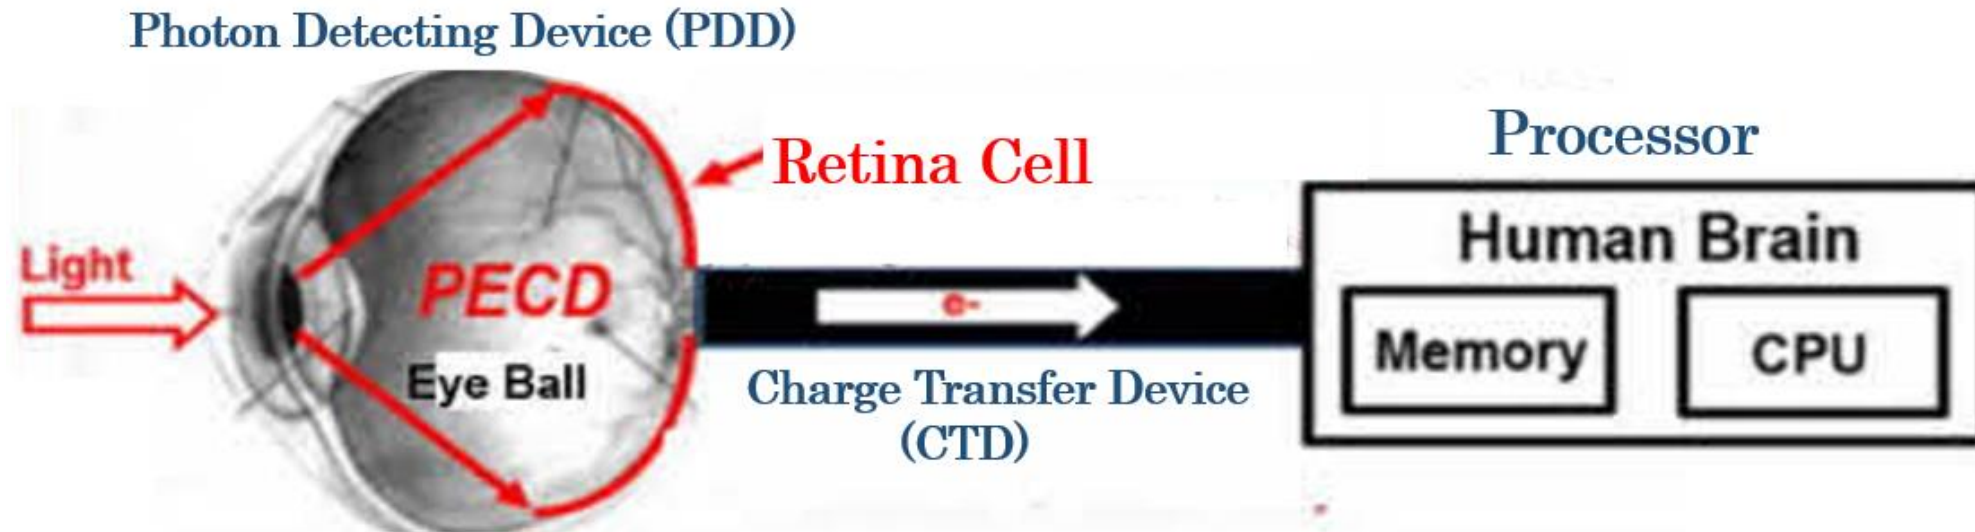 Photon Detecting Device (PDD)
Retina Cell
Processor
Light
PECD
Eye Ball
e-
Charge Transfer Device
(CTD)
Human Brain
Memory
CPU